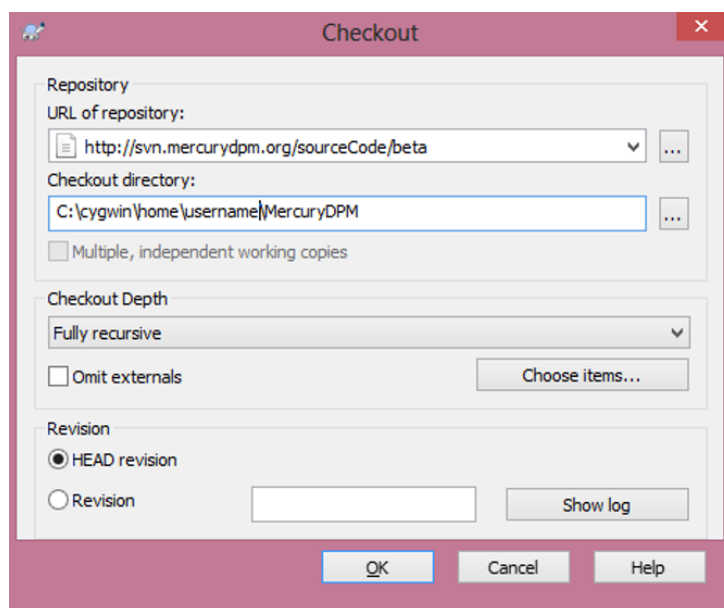 Checkout
Repository
URL of repository:
http://svn.mercurydpm.org/sourceCode/beta
...
Checkout directory:
C:\cygwin\home\username\MercuryDPM
...
Multiple, independent working copies
Checkout Depth
Fully recursive
Omit externals
Choose items...
Revision
HEAD revision
Revision
Show log
OK
Cancel
Help